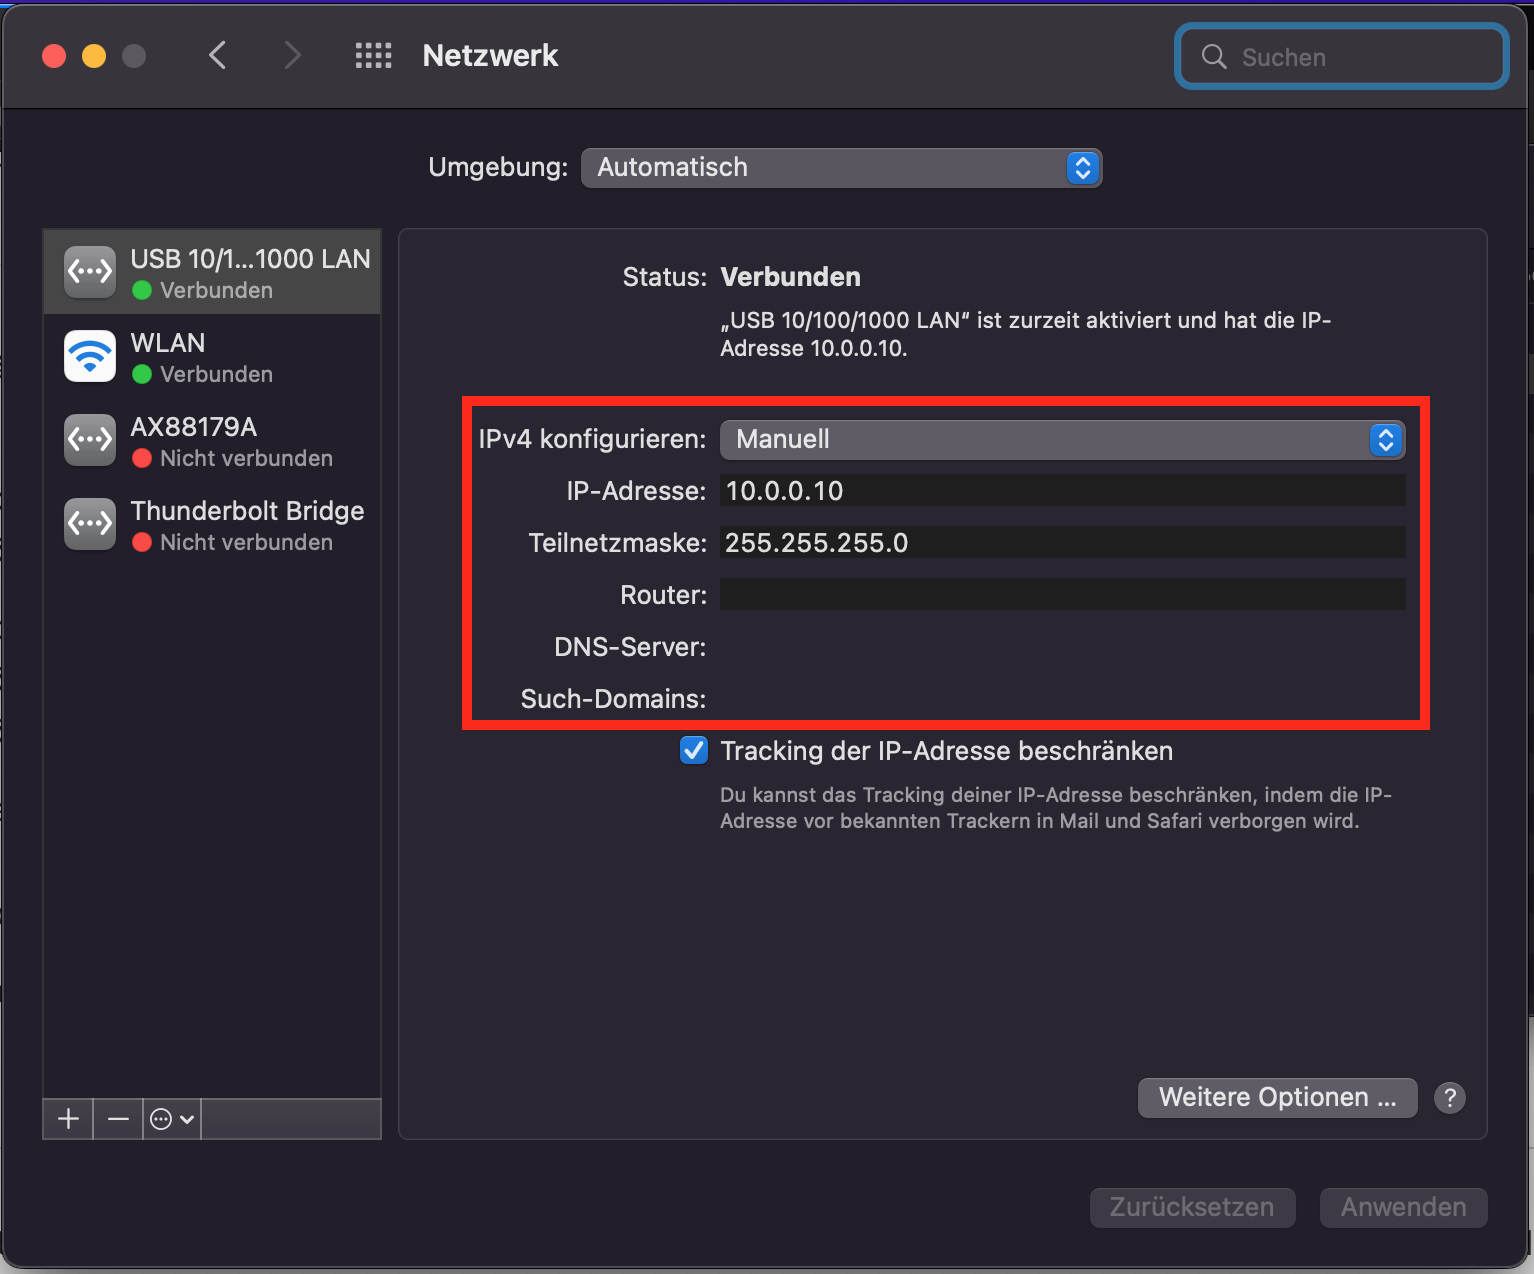 Netzwerk
Suchen
Umgebung: Automatisch
USB 10/1...1000 LAN
Verbunden
WLAN
Verbunden
AX88179A
Nicht verbunden
Thunderbolt Bridge
Nicht verbunden
Status: Verbunden
„USB 10/100/1000 LAN“ ist zurzeit aktiviert und hat die IP-
Adresse 10.0.0.10.
IPv4 konfigurieren: Manuell
IP-Adresse: 10.0.0.10
Teilnetzmaske: 255.255.255.0
Router:
DNS-Server:
Such-Domains:
Tracking der IP-Adresse beschränken
Du kannst das Tracking deiner IP-Adresse beschränken, indem die IP-
Adresse vor bekannten Trackern in Mail und Safari verborgen wird.
Weitere Optionen ... ?
Zurücksetzen Anwenden